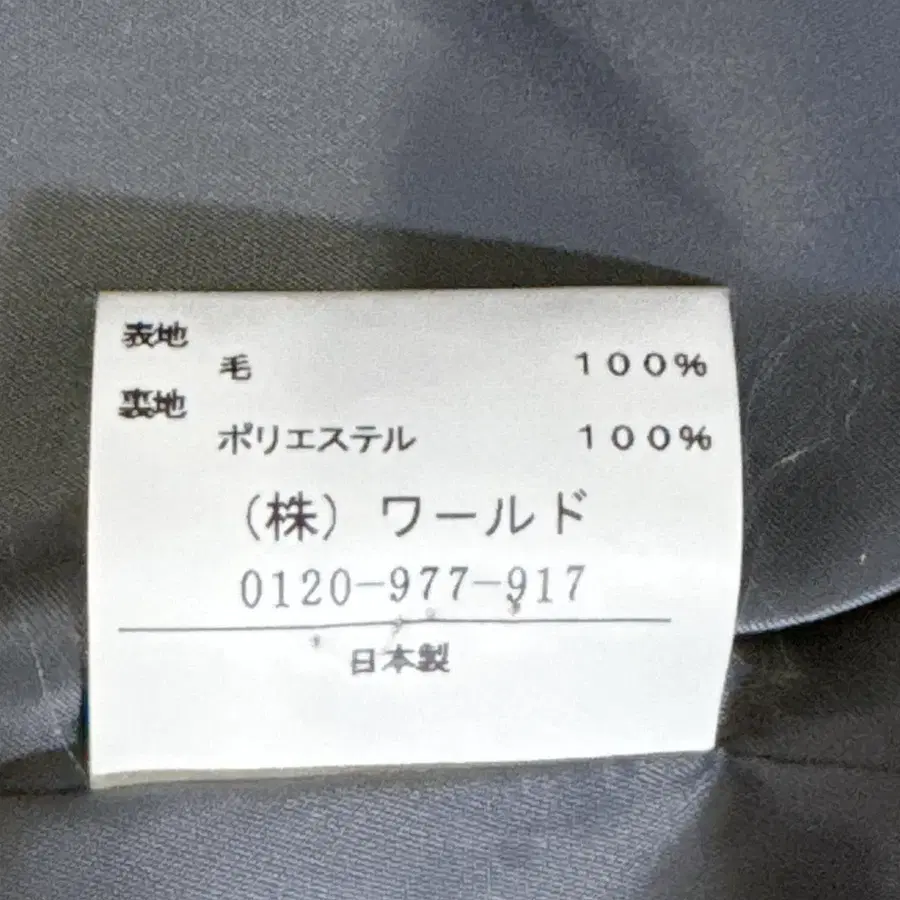 表地
毛 100%
裏地
ポリエステル 100%
（株）ワールド
0120-977-917
日本製